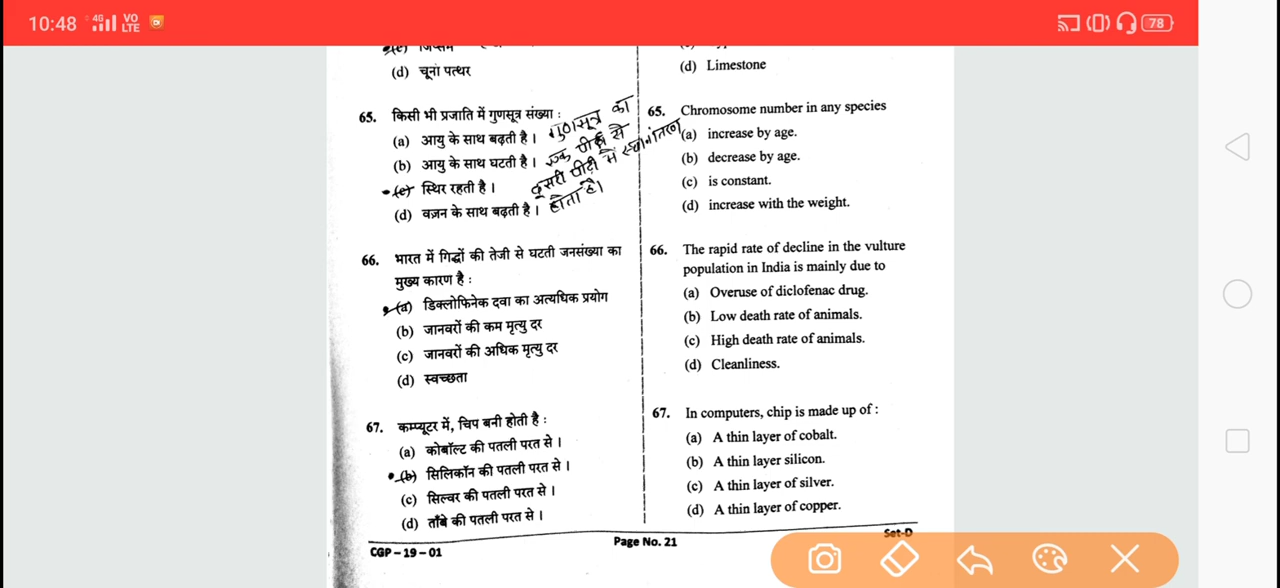 10:48 4G VO LTE 78
(d) चूना पत्थर
65. किसी भी प्रजाति में गुणसूत्र संख्या :
(a) आयु के साथ बढ़ती है ।
(b) आयु के साथ घटती है ।
(c) स्थिर रहती है ।
(d) वज़न के साथ बढ़ती है ।
गुणसूत्र का
एक पीढ़ी से
दूसरी पीढ़ी में स्थानांतरण
होता है।
66. भारत में गिद्धों की तेजी से घटती जनसंख्या का
मुख्य कारण है :
(a) डिक्लोफिनेक दवा का अत्यधिक प्रयोग
(b) जानवरों की कम मृत्यु दर
(c) जानवरों की अधिक मृत्यु दर
(d) स्वच्छता
67. कम्प्यूटर में, चिप बनी होती है :
(a) कोबॉल्ट की पतली परत से ।
(b) सिलिकॉन की पतली परत से ।
(c) सिल्वर की पतली परत से ।
(d) ताँबे की पतली परत से ।
(d) Limestone
65. Chromosome number in any species
(a) increase by age.
(b) decrease by age.
(c) is constant.
(d) increase with the weight.
66. The rapid rate of decline in the vulture
population in India is mainly due to
(a) Overuse of diclofenac drug.
(b) Low death rate of animals.
(c) High death rate of animals.
(d) Cleanliness.
67. In computers, chip is made up of :
(a) A thin layer of cobalt.
(b) A thin layer silicon.
(c) A thin layer of silver.
(d) A thin layer of copper.
CGP – 19 – 01 Page No. 21 Set-D